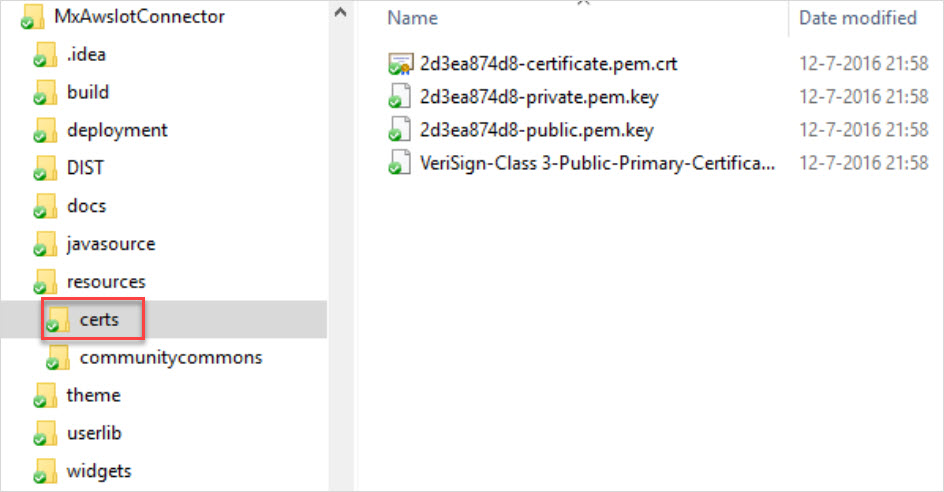 MxAwsIotConnector
.idea
build
deployment
DIST
docs
javasource
resources
certs
communitycommons
theme
userlib
widgets
Name Date modified
2d3ea874d8-certificate.pem.crt 12-7-2016 21:58
2d3ea874d8-private.pem.key 12-7-2016 21:58
2d3ea874d8-public.pem.key 12-7-2016 21:58
VeriSign-Class 3-Public-Primary-Certifica... 12-7-2016 21:58